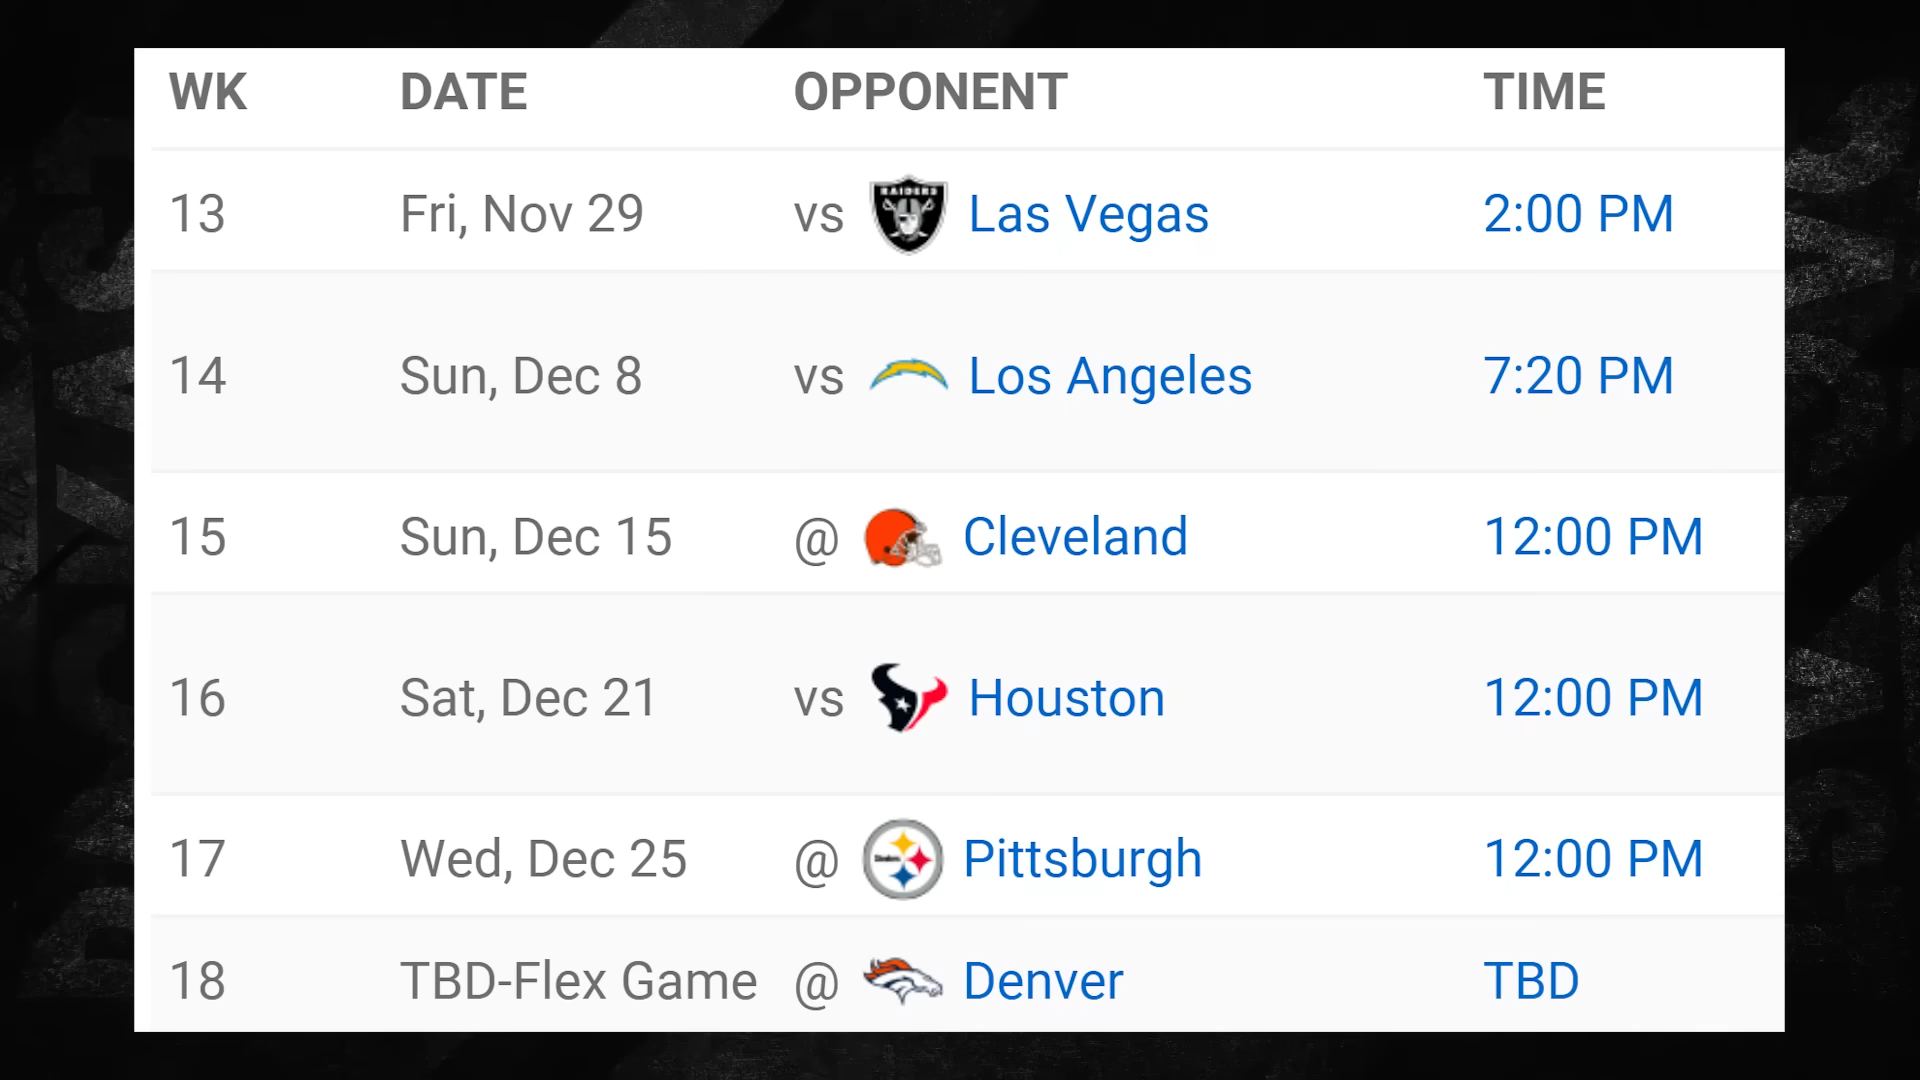 WK DATE OPPONENT TIME
13 Fri, Nov 29 vs RAIDERS Las Vegas 2:00 PM
14 Sun, Dec 8 vs Los Angeles 7:20 PM
15 Sun, Dec 15 @ Cleveland 12:00 PM
16 Sat, Dec 21 vs Houston 12:00 PM
17 Wed, Dec 25 @ Steelers Pittsburgh 12:00 PM
18 TBD-Flex Game @ Denver TBD